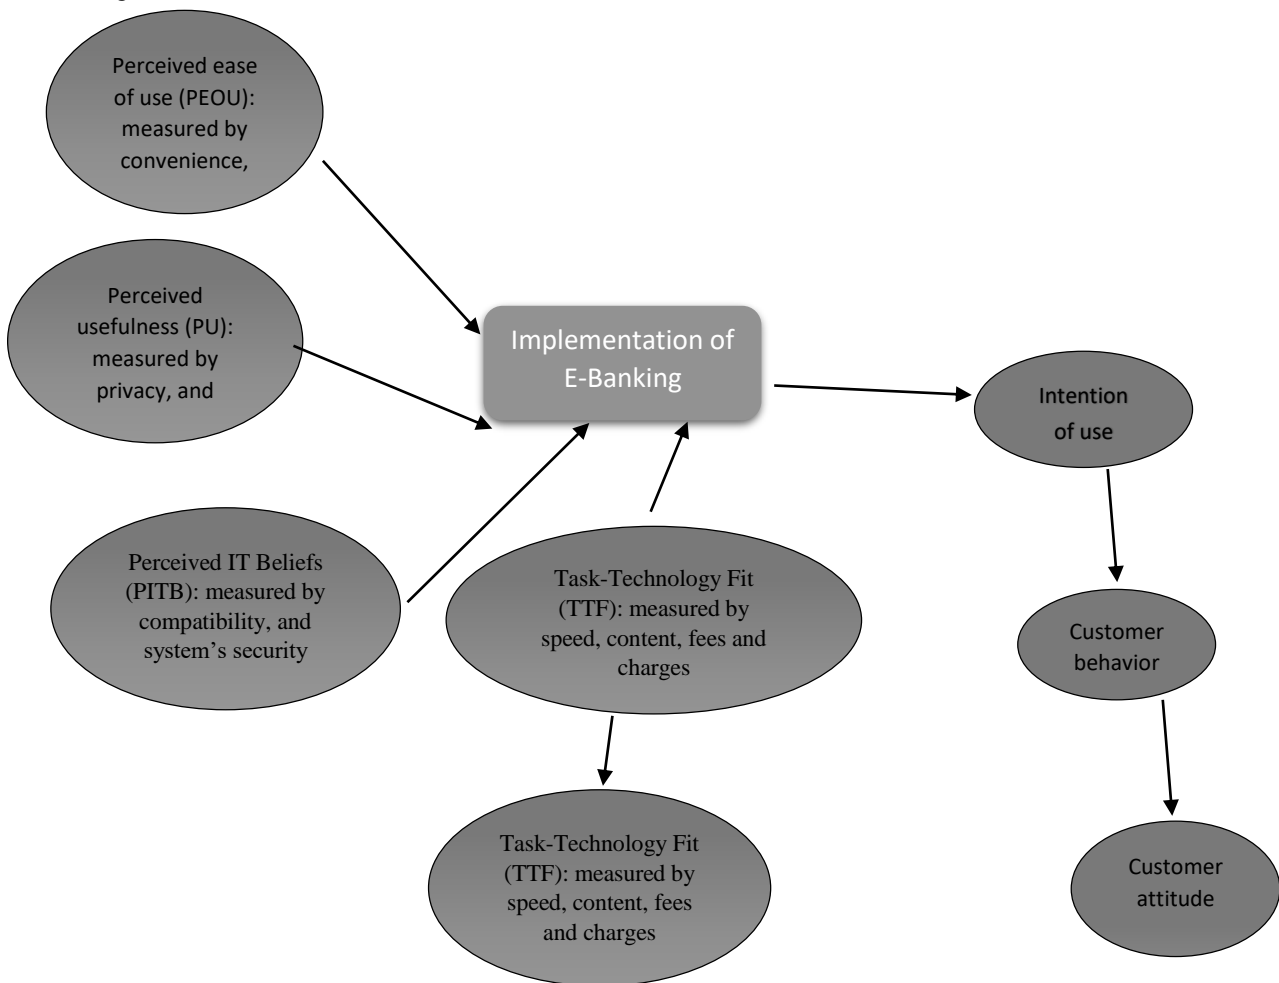 Perceived ease
of use (PEOU):
measured by
convenience,
Perceived
usefulness (PU):
measured by
privacy, and
Implementation of
E-Banking
Intention
of use
Perceived IT Beliefs
(PITB): measured by
compatibility, and
system’s security
Task-Technology Fit
(TTF): measured by
speed, content, fees and
charges
Customer
behavior
Task-Technology Fit
(TTF): measured by
speed, content, fees
and charges
Customer
attitude